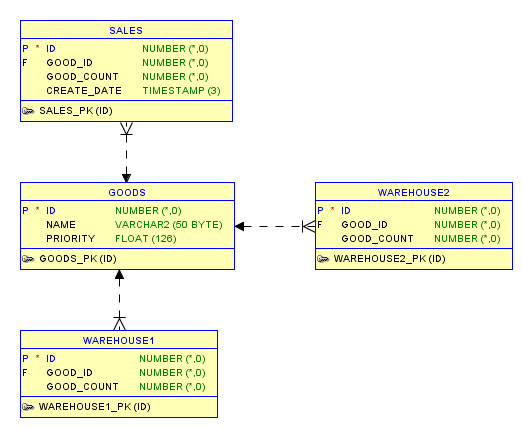 SALES
P * ID NUMBER (*,0)
F GOOD_ID NUMBER (*,0)
GOOD_COUNT NUMBER (*,0)
CREATE_DATE TIMESTAMP (3)
SALES_PK (ID)
GOODS
P * ID NUMBER (*,0)
NAME VARCHAR2 (50 BYTE)
PRIORITY FLOAT (126)
GOODS_PK (ID)
WAREHOUSE2
P * ID NUMBER (*,0)
F GOOD_ID NUMBER (*,0)
GOOD_COUNT NUMBER (*,0)
WAREHOUSE2_PK (ID)
WAREHOUSE1
P * ID NUMBER (*,0)
F GOOD_ID NUMBER (*,0)
GOOD_COUNT NUMBER (*,0)
WAREHOUSE1_PK (ID)